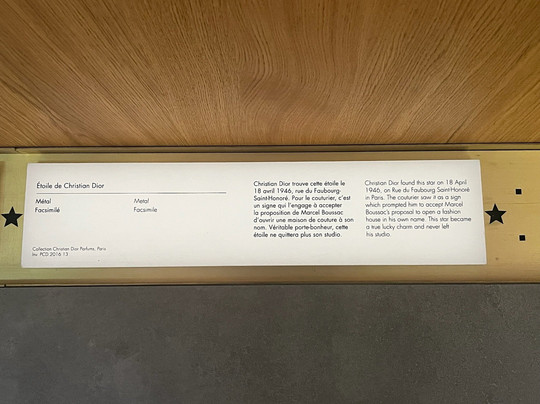 Étoile de Christian Dior
Métal
Facsimilé
Metal
Facsimile
Collection Christian Dior Parfums, Paris
Inv. PCD 2016.13
Christian Dior trouve cette étoile le
18 avril 1946, rue du Faubourg-
Saint-Honoré. Pour le couturier, c'est
un signe qui l'engage à accepter
la proposition de Marcel Boussac
d'ouvrir une maison de couture à son
nom. Véritable porte-bonheur, cette
étoile ne quittera plus son studio.
Christian Dior found this star on 18 April
1946, on Rue du Faubourg Saint-Honoré
in Paris. The couturier saw it as a sign
which prompted him to accept Marcel
Boussac's proposal to open a fashion
house in his own name. This star became
a true lucky charm and never left
his studio.